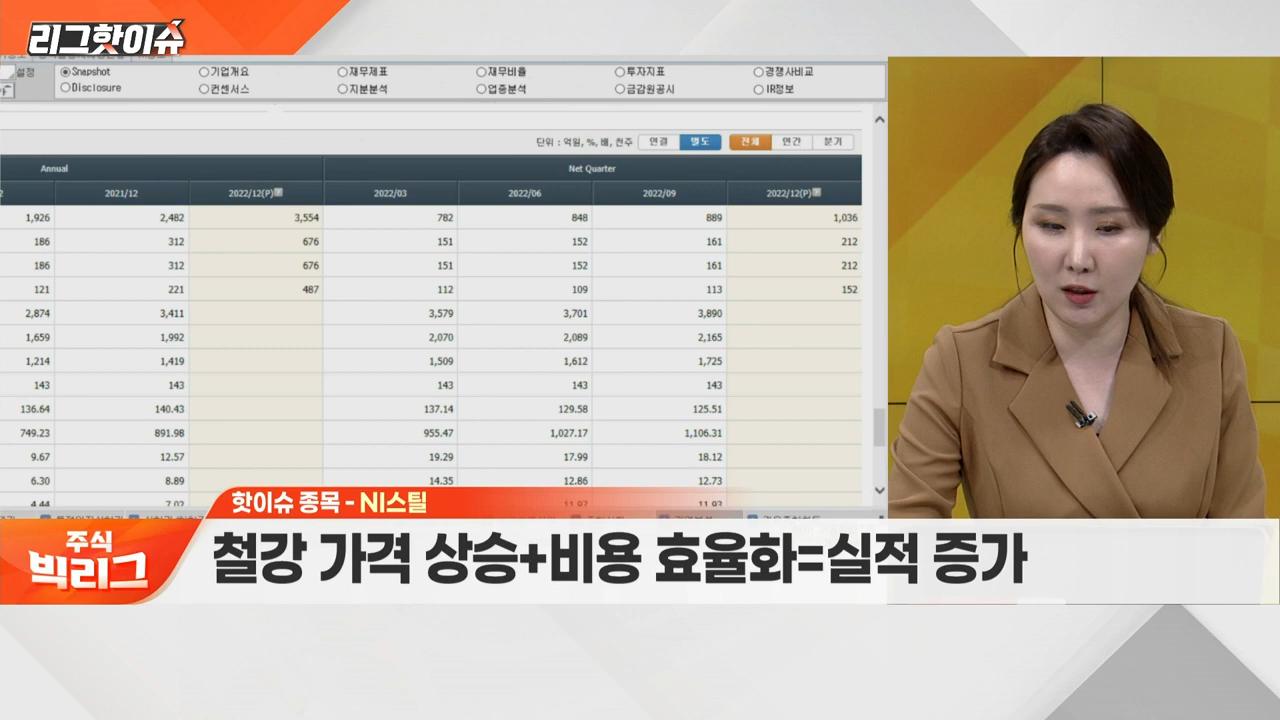 리그핫이슈
설정 Snapshot 기업개요 재무제표 재무비율 투자지표 경쟁사비교
Disclosure 컨센서스 지분분석 업종분석 금감원공시 IR정보
단위 : 억원, %, 배, 천주 연결 별도 전체 연간 분기
Annual Net Quarter
2021/12 2022/12(P) 2022/03 2022/06 2022/09 2022/12(P)
1,926 2,482 3,554 782 848 889 1,036
186 312 676 151 152 161 212
186 312 676 151 152 161 212
121 221 487 112 109 113 152
2,874 3,411 3,579 3,701 3,890
1,659 1,992 2,070 2,089 2,165
1,214 1,419 1,509 1,612 1,725
143 143 143 143 143
136.64 140.43 137.14 129.58 125.51
749.23 891.98 955.47 1,027.17 1,106.31
9.67 12.57 19.29 17.99 18.12
6.30 8.89 14.35 12.86 12.73
핫이슈 종목 - NI스틸
주식
빅리그
철강 가격 상승+비용 효율화=실적 증가